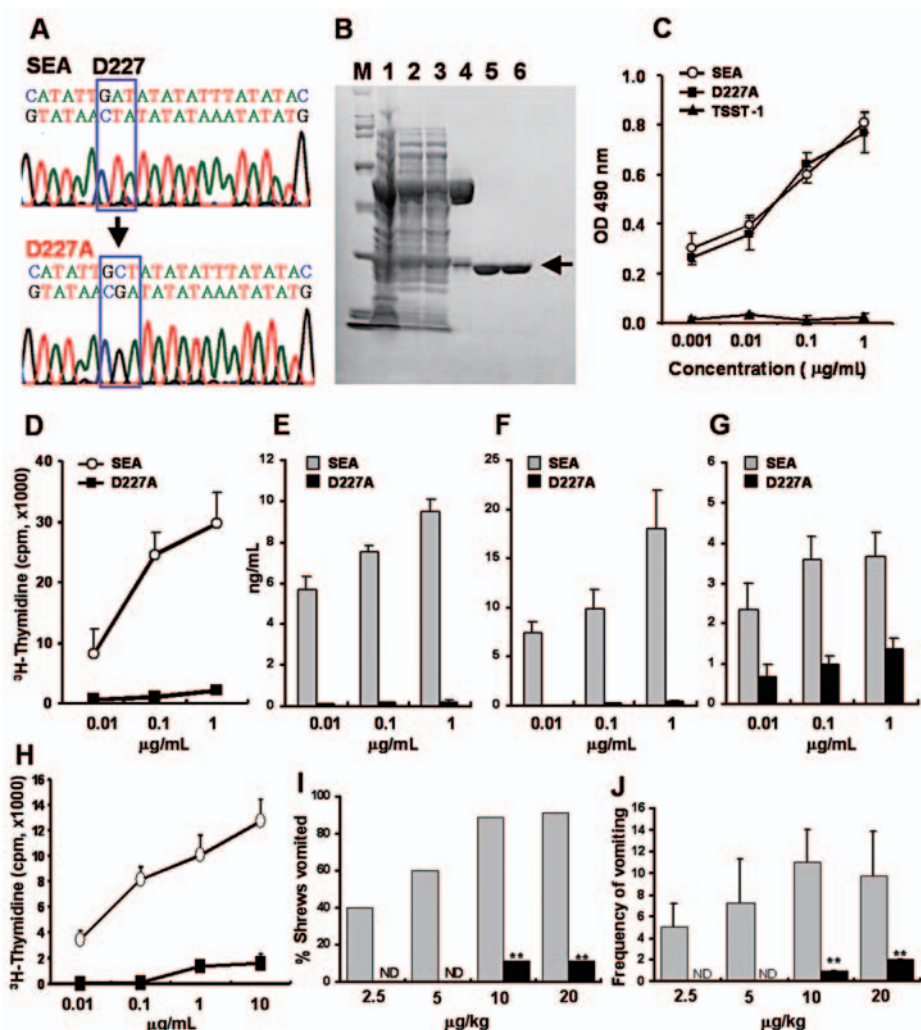 A
SEA D227
CATATTGATATATATTTATATAC
GTATAACTATATATAAATATATG
D227A
CATATTGCTATATATTTATATAC
GTATAACGATATATAAATATATG
B
M 1 2 3 4 5 6
C
SEA
D227A
TSST-1
OD 490 nm
1.0
0.8
0.6
0.4
0.2
0.0
0.001 0.01 0.1 1
Concentration ( µg/mL)
D
SEA
D227A
³H-Thymidine (cpm, x1000)
40
30
20
10
0
0.01 0.1 1
µg/mL
E
SEA
D227A
ng/mL
12
10
8
6
4
2
0
0.01 0.1 1
µg/mL
F
SEA
D227A
25
20
15
10
5
0
0.01 0.1 1
µg/mL
G
SEA
D227A
6
5
4
3
2
1
0
0.01 0.1 1
µg/mL
H
³H-Thymidine (cpm, x1000)
16
14
12
10
8
6
4
2
0
0.01 0.1 1 10
µg/mL
I
% Shrews vomited
100
80
60
40
20
0
ND ND ** **
2.5 5 10 20
µg/kg
J
Frequency of vomiting
16
14
12
10
8
6
4
2
0
ND ND ** **
2.5 5 10 20
µg/kg